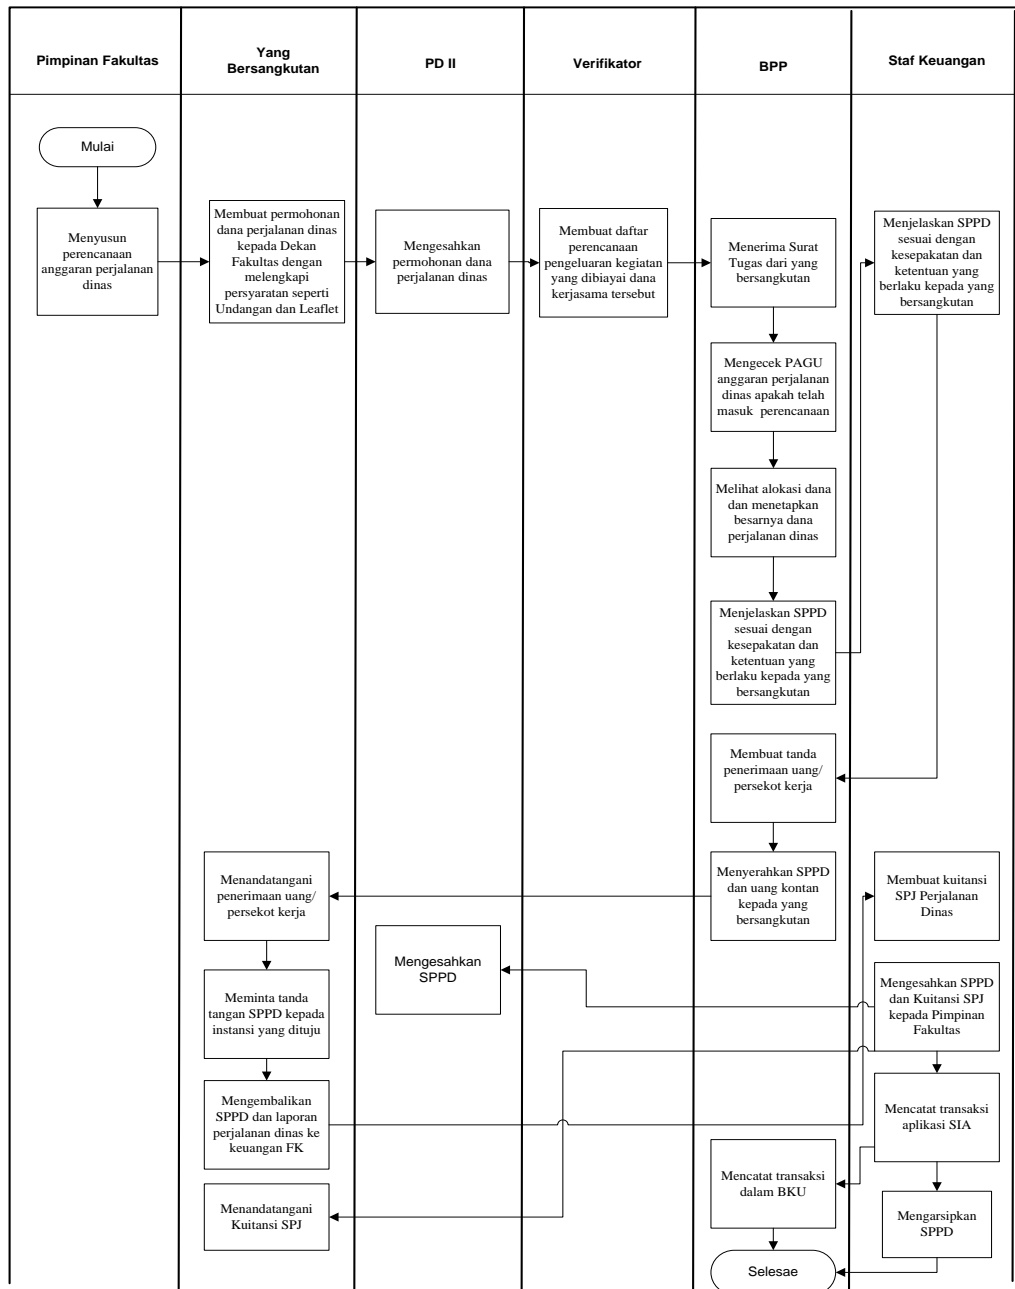 Pimpinan Fakultas
Yang
Bersangkutan
PD II
Verifikator
BPP
Staf Keuangan
Mulai
Menyusun
perencanaan
anggaran perjalanan
dinas
Membuat permohonan
dana perjalanan dinas
kepada Dekan
Fakultas dengan
melengkapi
persyaratan seperti
Undangan dan Leaflet
Mengesahkan
permohonan dana
perjalanan dinas
Membuat daftar
perencanaan
pengeluaran kegiatan
yang dibiayai dana
kerjasama tersebut
Menerima Surat
Tugas dari yang
bersangkutan
Menjelaskan SPPD
sesuai dengan
kesepakatan dan
ketentuan yang
berlaku kepada yang
bersangkutan
Mengecek PAGU
anggaran perjalanan
dinas apakah telah
masuk perencanaan
Melihat alokasi dana
dan menetapkan
besarnya dana
perjalanan dinas
Menjelaskan SPPD
sesuai dengan
kesepakatan dan
ketentuan yang
berlaku kepada yang
bersangkutan
Membuat tanda
penerimaan uang/
persekot kerja
Menandatangani
penerimaan uang/
persekot kerja
Menyerahkan SPPD
dan uang kontan
kepada yang
bersangkutan
Membuat kuitansi
SPJ Perjalanan
Dinas
Mengesahkan
SPPD
Meminta tanda
tangan SPPD kepada
instansi yang dituju
Mengesahkan SPPD
dan Kuitansi SPJ
kepada Pimpinan
Fakultas
Mengembalikan
SPPD dan laporan
perjalanan dinas ke
keuangan FK
Mencatat transaksi
aplikasi SIA
Mencatat transaksi
dalam BKU
Menandatangani
Kuitansi SPJ
Mengarsipkan
SPPD
Selesae